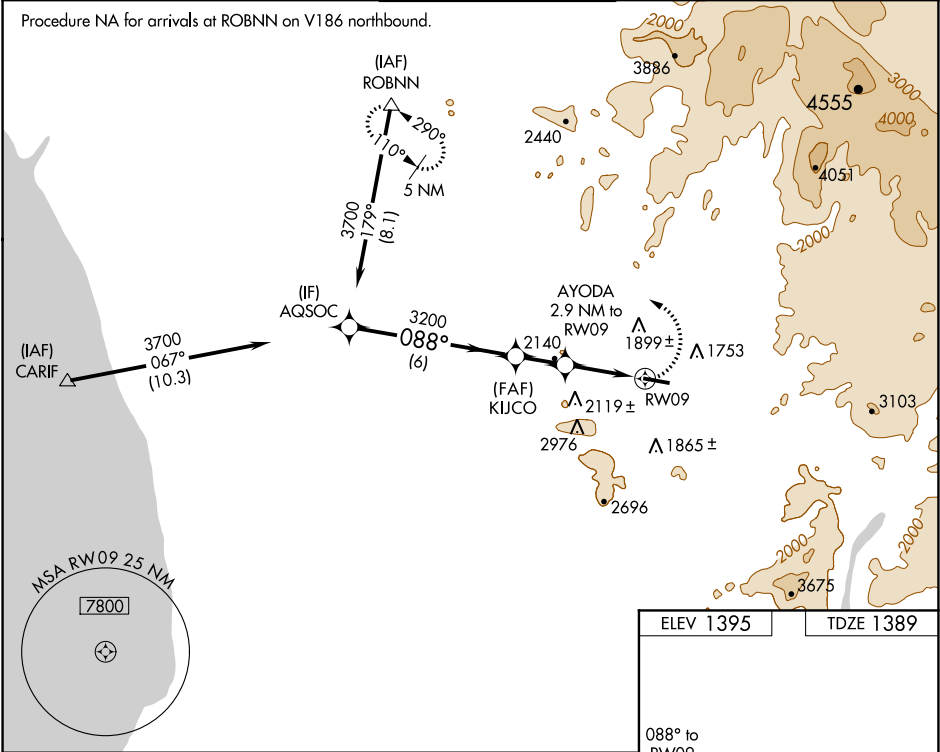 Procedure NA for arrivals at ROBNN on V186 northbound.
2000
3886
3000
4555
4000
2440
4051
2000
(IAF)
ROBNN
290°
110°
5 NM
3700
179°
(8.1)
(IF)
AQSOC
3200
088°
(6)
(IAF)
CARIF
3700
067°
(10.3)
AYODA
2.9 NM to
RW09
2140
1899 ±
1753
(FAF)
KIJCO
RW09
2119 ±
2976
1865 ±
2696
3103
2000
2000
3675
MSA RW09 25 NM
7800
ELEV 1395
TDZE 1389
088° to
RW09